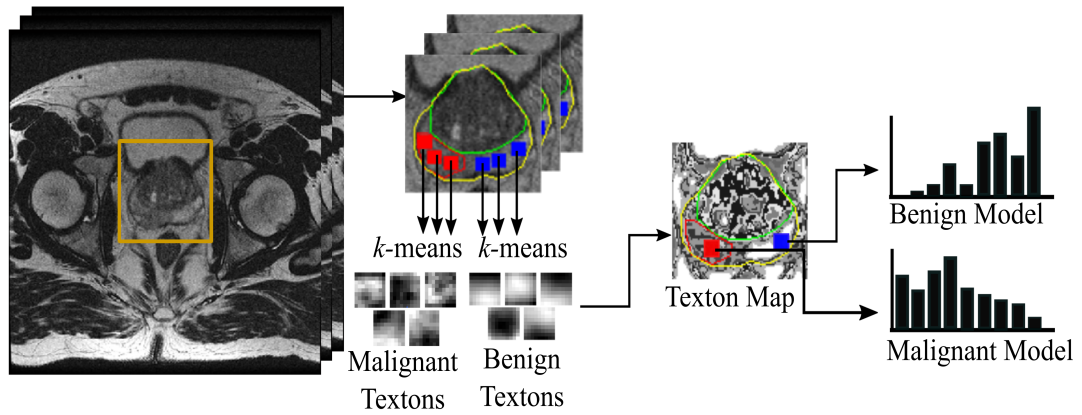 k-means k-means
Malignant
Textons
Benign
Textons
Texton Map
Benign Model
Malignant Model